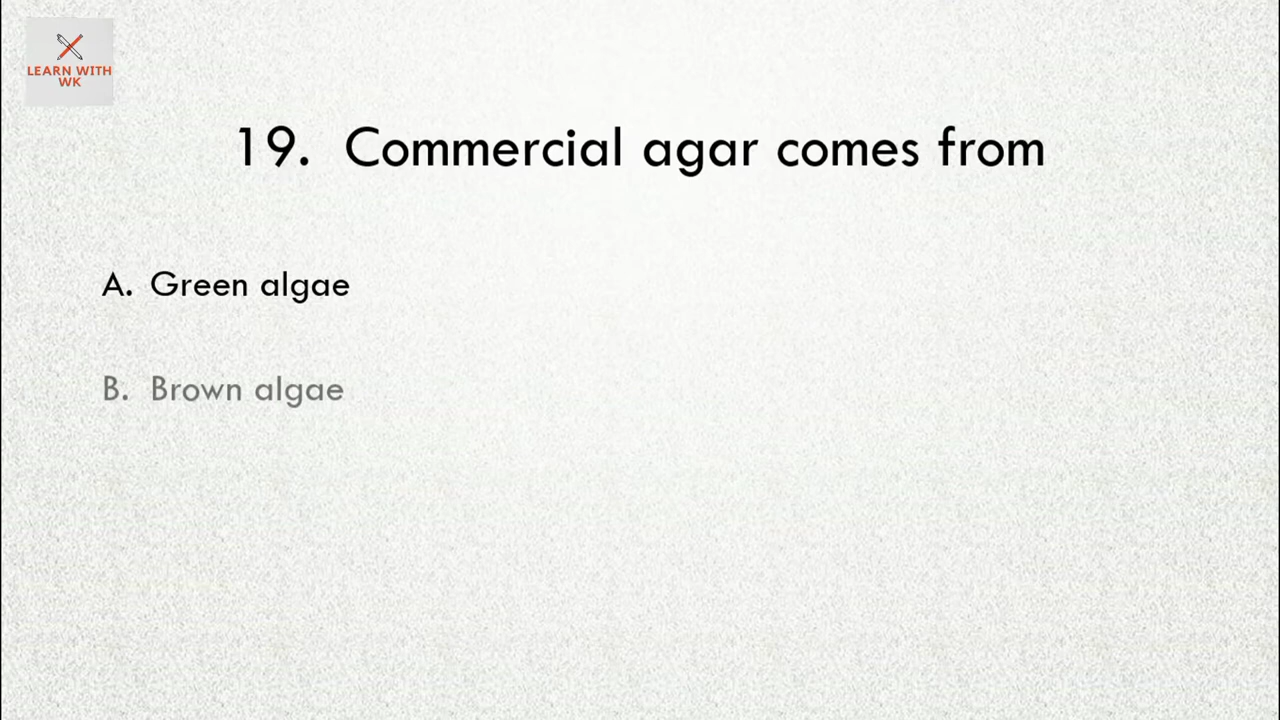 LEARN WITH
WK
19. Commercial agar comes from
A. Green algae
B. Brown algae